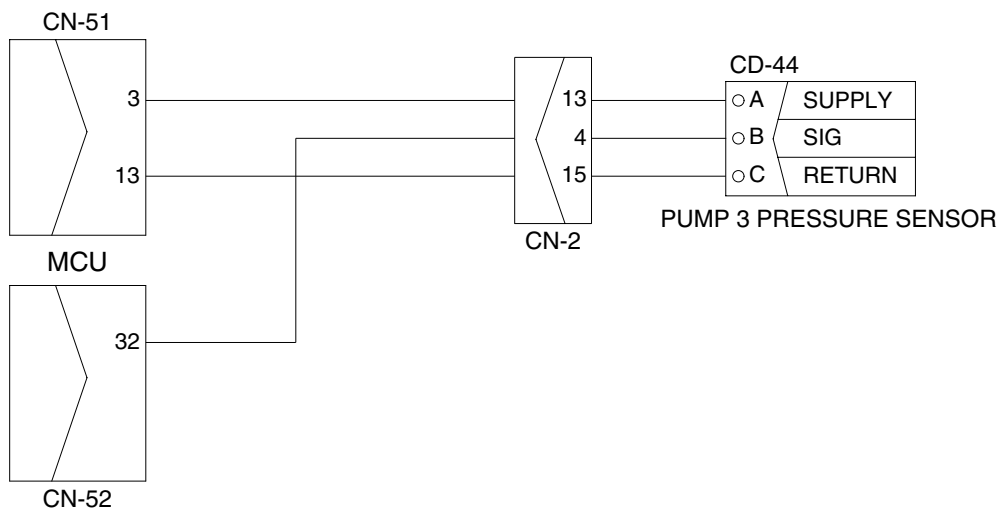 CN-51
3
13
MCU
32
CN-52
13
4
15
CN-2
CD-44
A SUPPLY
B SIG
C RETURN
PUMP 3 PRESSURE SENSOR